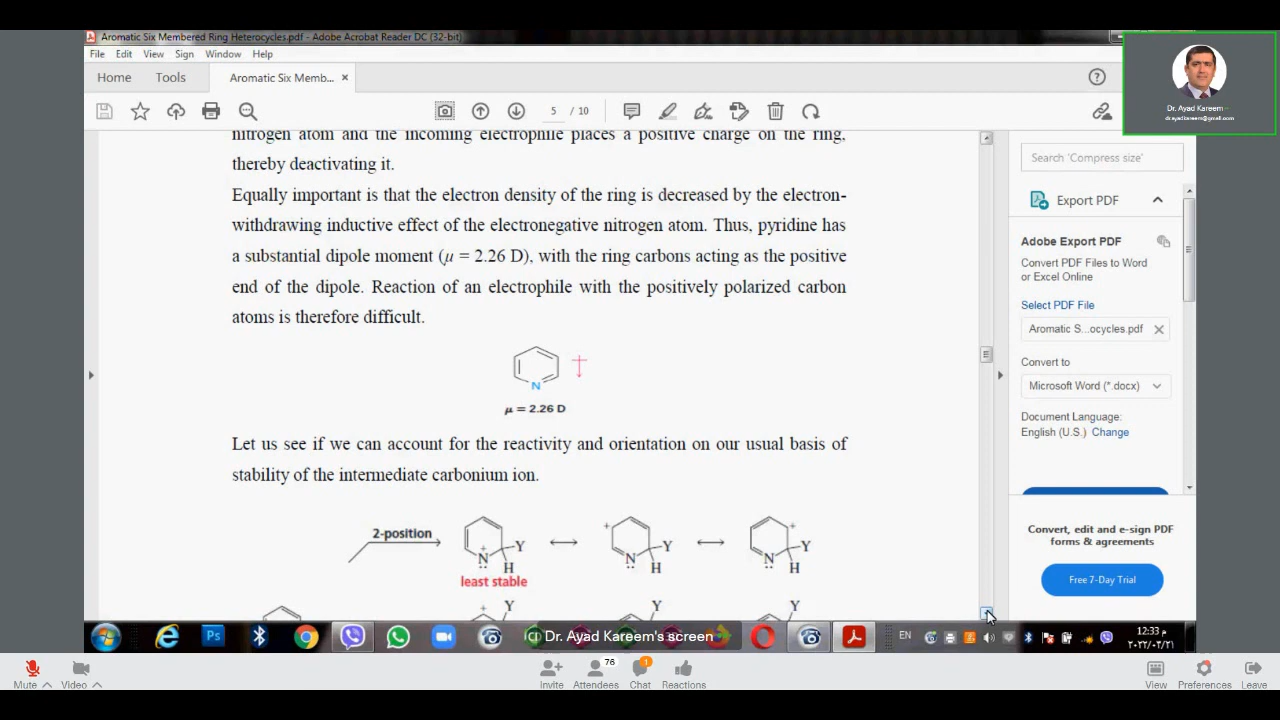 Aromatic Six Membered Ring Heterocycles.pdf - Adobe Acrobat Reader DC (32-bit)
File Edit View Sign Window Help
Home Tools Aromatic Six Memb... ×
5 / 10
Dr. Ayad Kareem
drayadkareem@gmail.com
nitrogen atom and the incoming electrophile places a positive charge on the ring,
thereby deactivating it.
Equally important is that the electron density of the ring is decreased by the electron-
withdrawing inductive effect of the electronegative nitrogen atom. Thus, pyridine has
a substantial dipole moment (μ = 2.26 D), with the ring carbons acting as the positive
end of the dipole. Reaction of an electrophile with the positively polarized carbon
atoms is therefore difficult.
N
μ = 2.26 D
Let us see if we can account for the reactivity and orientation on our usual basis of
stability of the intermediate carbonium ion.
2-position
+ N Y H
+ N Y H
+ N Y H
least stable
+ Y Y Y
Search 'Compress size'
Export PDF
Adobe Export PDF
Convert PDF Files to Word
or Excel Online
Select PDF File
Aromatic S...ocycles.pdf
Convert to
Microsoft Word (*.docx)
Document Language:
English (U.S.) Change
Convert, edit and e-sign PDF
forms & agreements
Free 7-Day Trial
Ps
Dr. Ayad Kareem's screen
EN
12:33 م
٢٠٢٢/٠٢/٢١
Mute Video
Invite Attendees 76 Chat 1 Reactions
View Preferences Leave